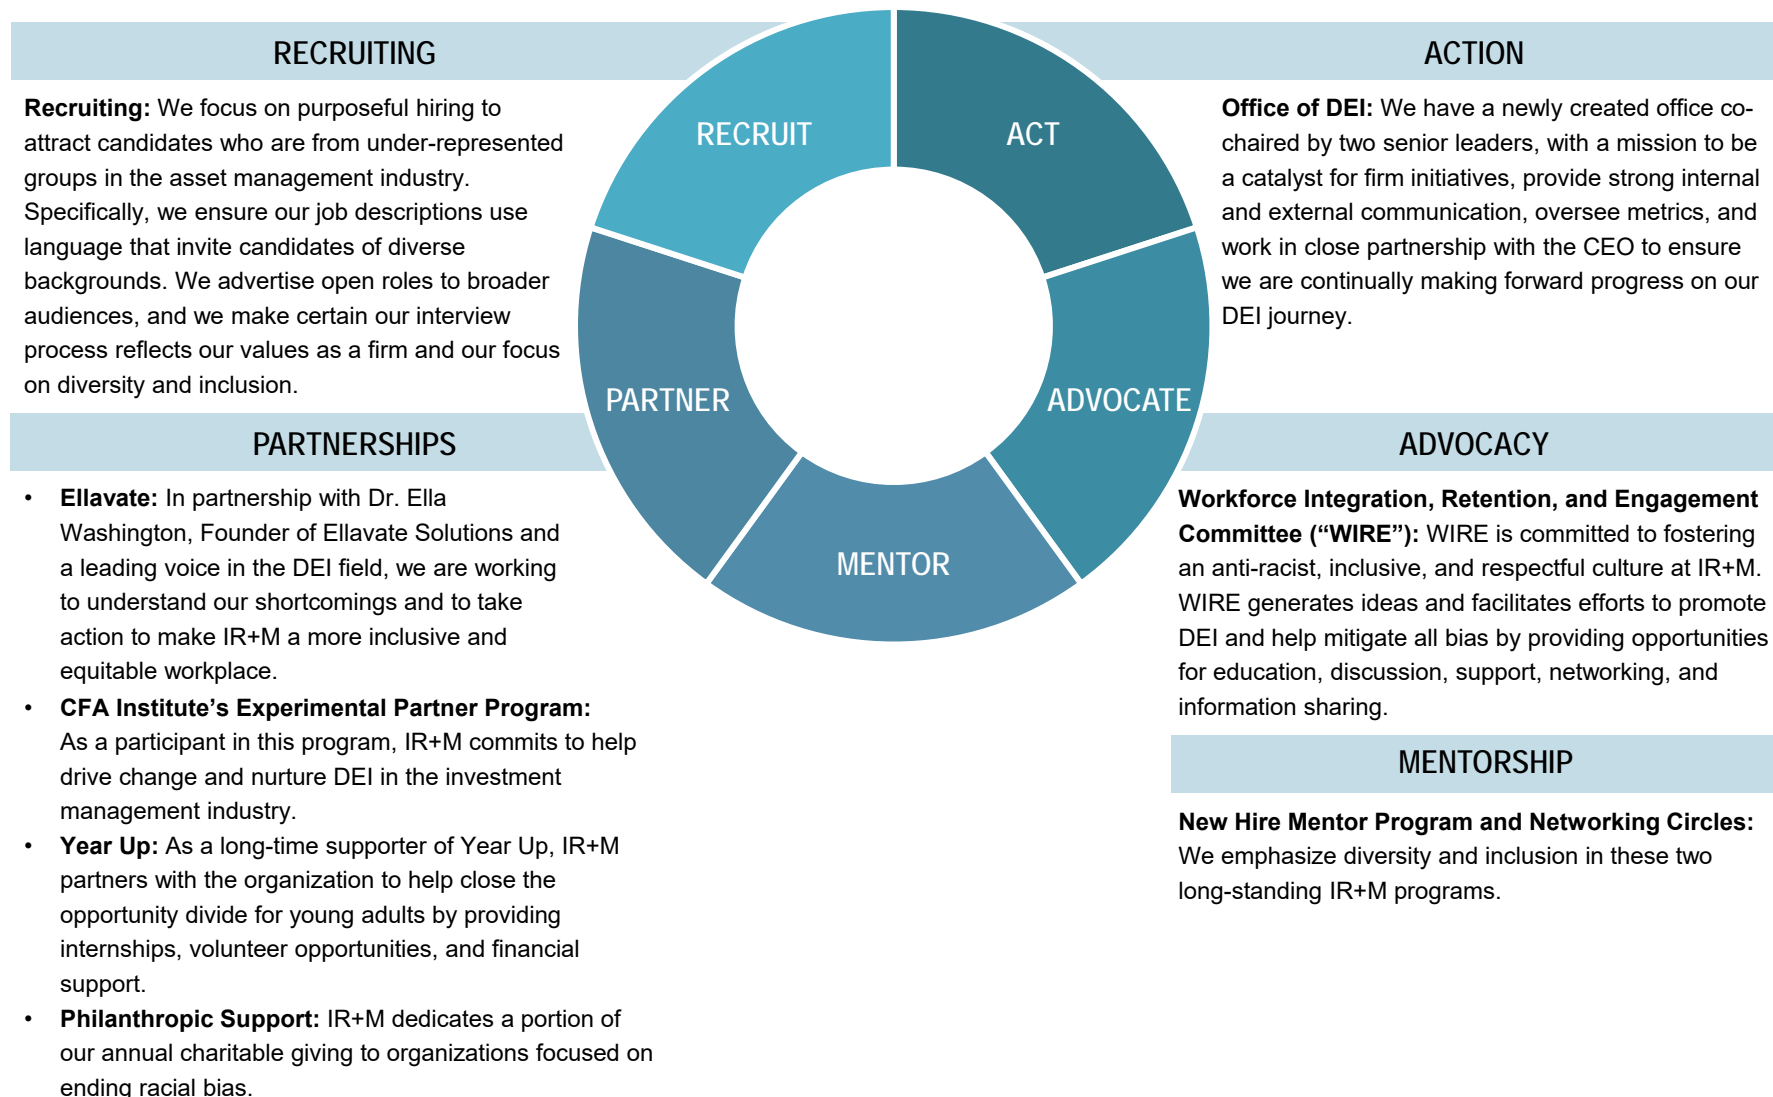 RECRUITING
Recruiting: We focus on purposeful hiring to
attract candidates who are from under-represented
groups in the asset management industry.
Specifically, we ensure our job descriptions use
language that invite candidates of diverse
backgrounds. We advertise open roles to broader
audiences, and we make certain our interview
process reflects our values as a firm and our focus
on diversity and inclusion.
PARTNERSHIPS
• Ellavate: In partnership with Dr. Ella
Washington, Founder of Ellavate Solutions and
a leading voice in the DEI field, we are working
to understand our shortcomings and to take
action to make IR+M a more inclusive and
equitable workplace.
• CFA Institute’s Experimental Partner Program:
As a participant in this program, IR+M commits to help
drive change and nurture DEI in the investment
management industry.
• Year Up: As a long-time supporter of Year Up, IR+M
partners with the organization to help close the
opportunity divide for young adults by providing
internships, volunteer opportunities, and financial
support.
• Philanthropic Support: IR+M dedicates a portion of
our annual charitable giving to organizations focused on
ending racial bias.
RECRUIT
ACT
PARTNER
ADVOCATE
MENTOR
ACTION
Office of DEI: We have a newly created office co-
chaired by two senior leaders, with a mission to be
a catalyst for firm initiatives, provide strong internal
and external communication, oversee metrics, and
work in close partnership with the CEO to ensure
we are continually making forward progress on our
DEI journey.
ADVOCACY
Workforce Integration, Retention, and Engagement
Committee (“WIRE”): WIRE is committed to fostering
an anti-racist, inclusive, and respectful culture at IR+M.
WIRE generates ideas and facilitates efforts to promote
DEI and help mitigate all bias by providing opportunities
for education, discussion, support, networking, and
information sharing.
MENTORSHIP
New Hire Mentor Program and Networking Circles:
We emphasize diversity and inclusion in these two
long-standing IR+M programs.